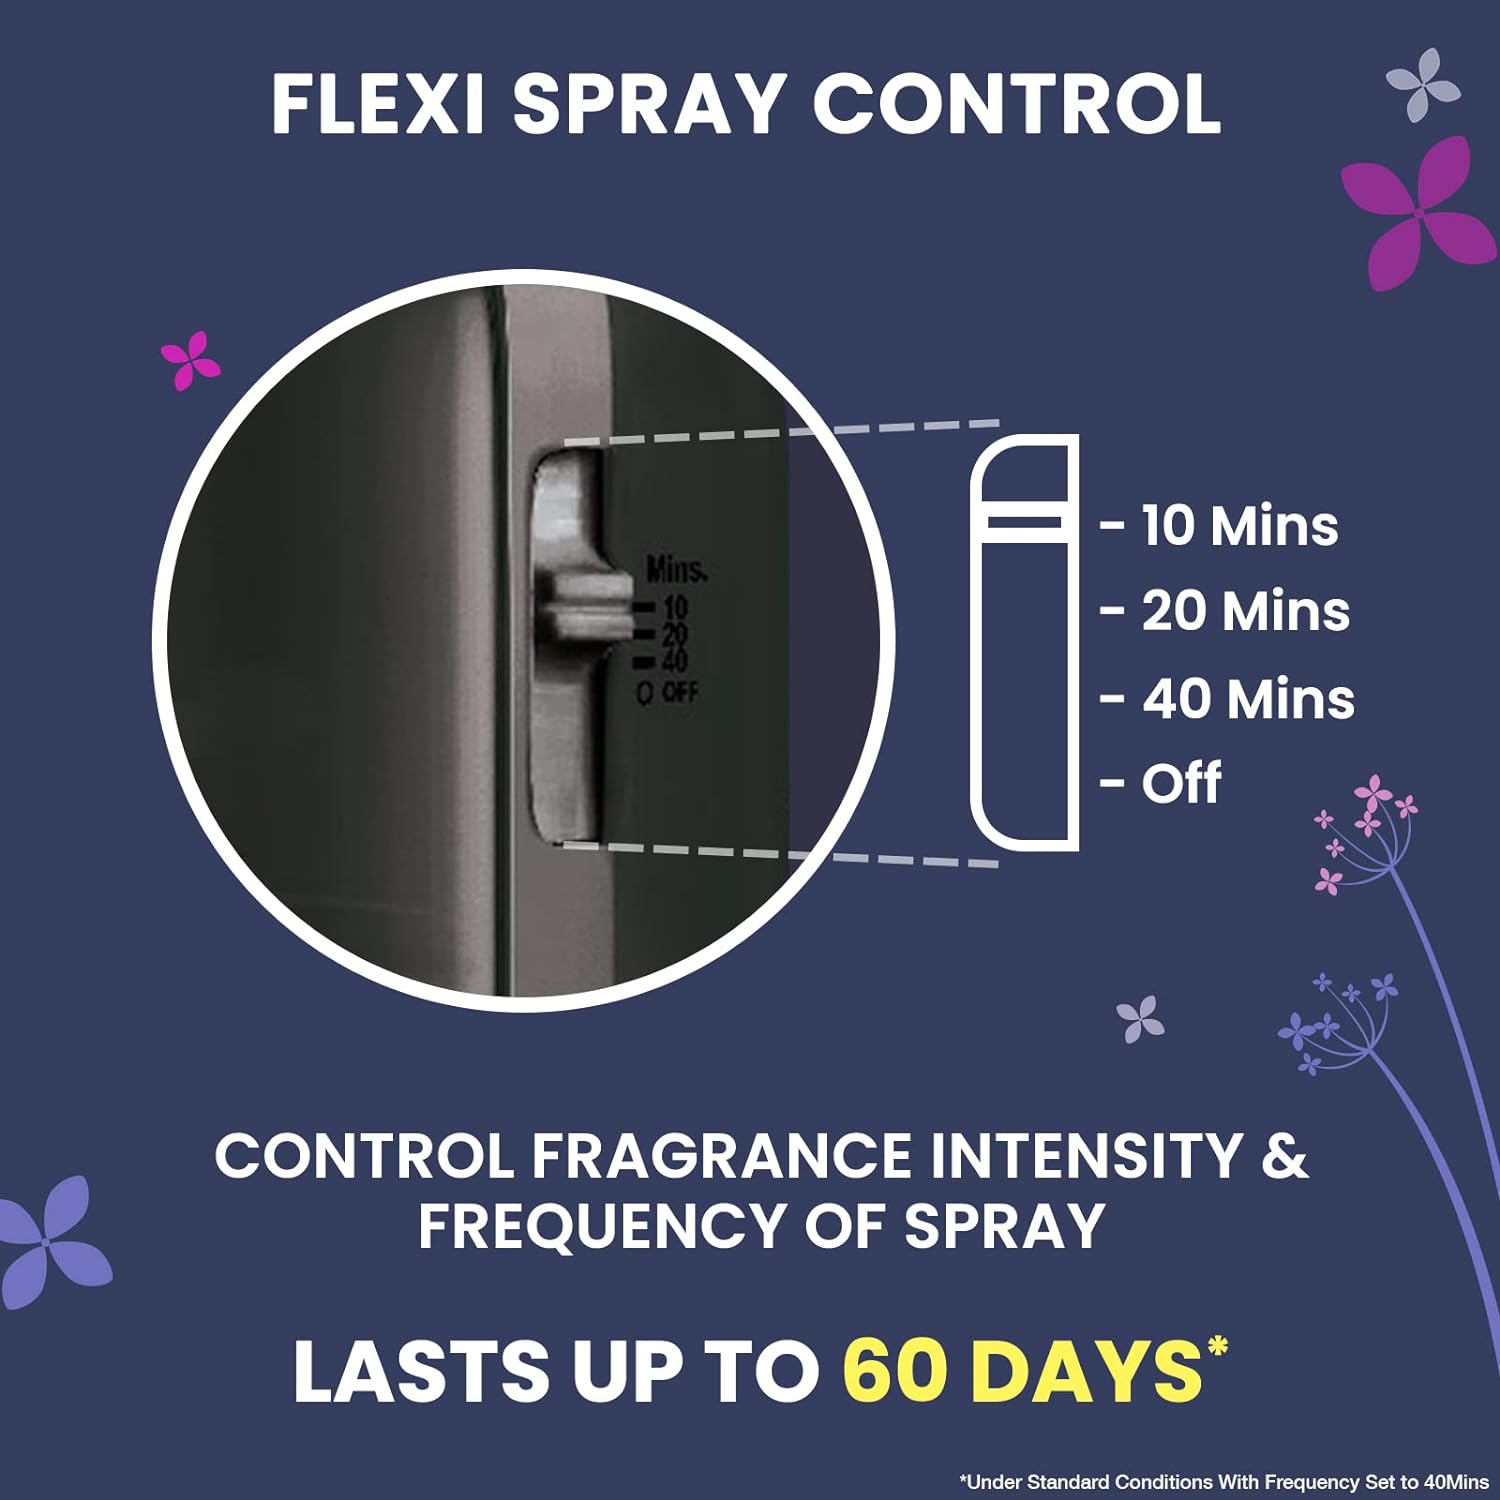 FLEXI SPRAY CONTROL
Mins.
10
20
40
OFF
- 10 Mins
- 20 Mins
- 40 Mins
- Off
CONTROL FRAGRANCE INTENSITY &
FREQUENCY OF SPRAY
LASTS UP TO 60 DAYS*
*Under Standard Conditions With Frequency Set to 40Mins